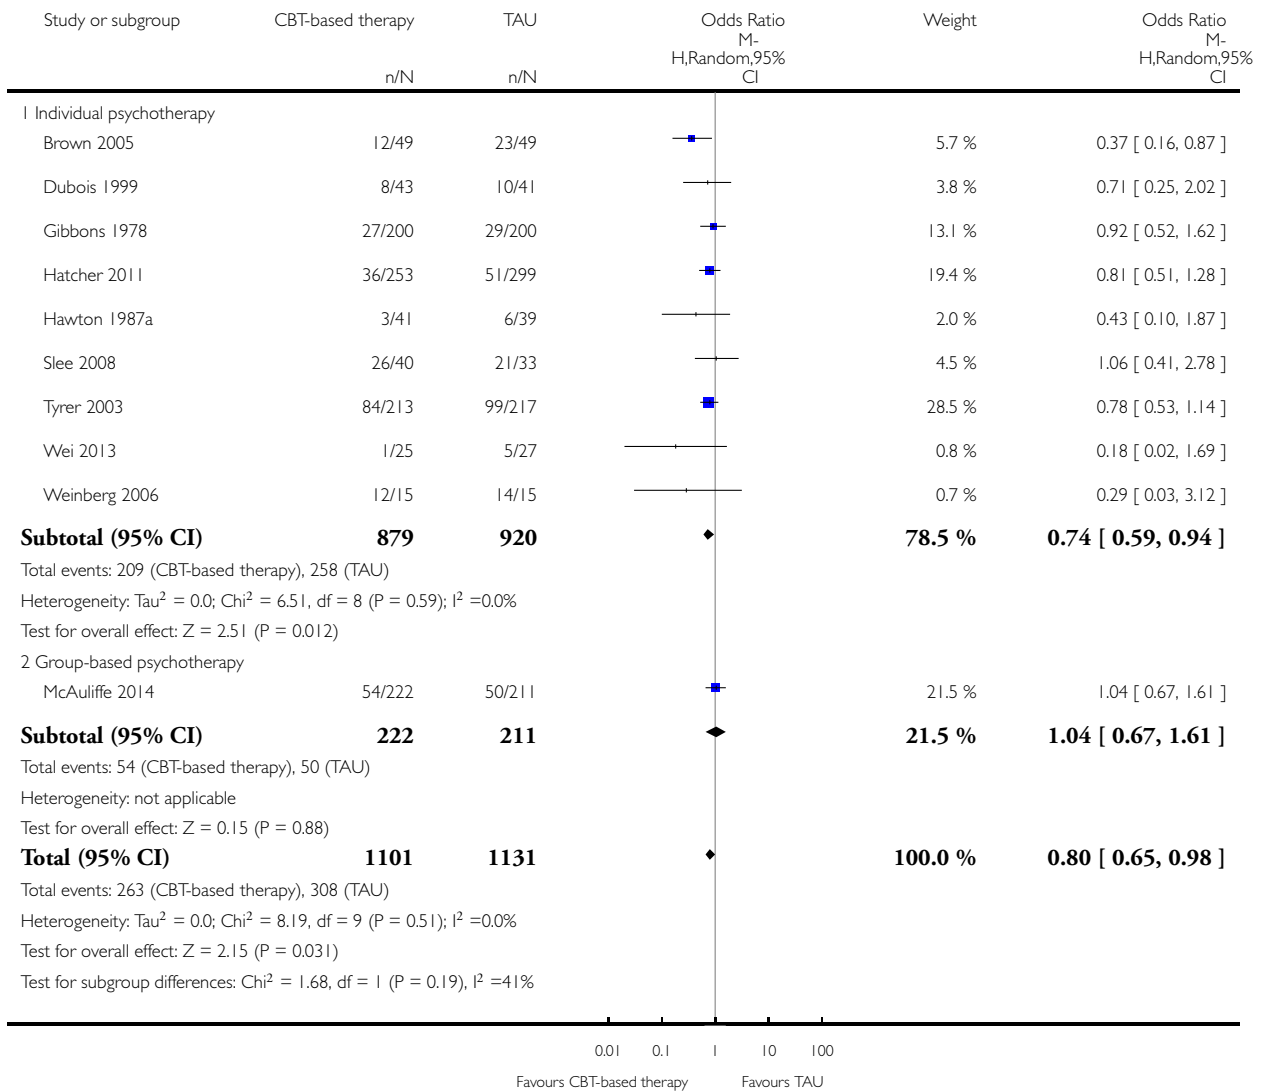 Study or subgroup CBT-based therapy TAU Odds Ratio Weight Odds Ratio
M- M-
H,Random,95% H,Random,95%
n/N n/N CI CI
1 Individual psychotherapy
Brown 2005 12/49 23/49 5.7 % 0.37 [ 0.16, 0.87 ]
Dubois 1999 8/43 10/41 3.8 % 0.71 [ 0.25, 2.02 ]
Gibbons 1978 27/200 29/200 13.1 % 0.92 [ 0.52, 1.62 ]
Hatcher 2011 36/253 51/299 19.4 % 0.81 [ 0.51, 1.28 ]
Hawton 1987a 3/41 6/39 2.0 % 0.43 [ 0.10, 1.87 ]
Slee 2008 26/40 21/33 4.5 % 1.06 [ 0.41, 2.78 ]
Tyrer 2003 84/213 99/217 28.5 % 0.78 [ 0.53, 1.14 ]
Wei 2013 1/25 5/27 0.8 % 0.18 [ 0.02, 1.69 ]
Weinberg 2006 12/15 14/15 0.7 % 0.29 [ 0.03, 3.12 ]
Subtotal (95% CI) 879 920 78.5 % 0.74 [ 0.59, 0.94 ]
Total events: 209 (CBT-based therapy), 258 (TAU)
Heterogeneity: Tau² = 0.0; Chi² = 6.51, df = 8 (P = 0.59); I² =0.0%
Test for overall effect: Z = 2.51 (P = 0.012)
2 Group-based psychotherapy
McAuliffe 2014 54/222 50/211 21.5 % 1.04 [ 0.67, 1.61 ]
Subtotal (95% CI) 222 211 21.5 % 1.04 [ 0.67, 1.61 ]
Total events: 54 (CBT-based therapy), 50 (TAU)
Heterogeneity: not applicable
Test for overall effect: Z = 0.15 (P = 0.88)
Total (95% CI) 1101 1131 100.0 % 0.80 [ 0.65, 0.98 ]
Total events: 263 (CBT-based therapy), 308 (TAU)
Heterogeneity: Tau² = 0.0; Chi² = 8.19, df = 9 (P = 0.51); I² =0.0%
Test for overall effect: Z = 2.15 (P = 0.031)
Test for subgroup differences: Chi² = 1.68, df = 1 (P = 0.19), I² =41%
0.01 0.1 1 10 100
Favours CBT-based therapy Favours TAU